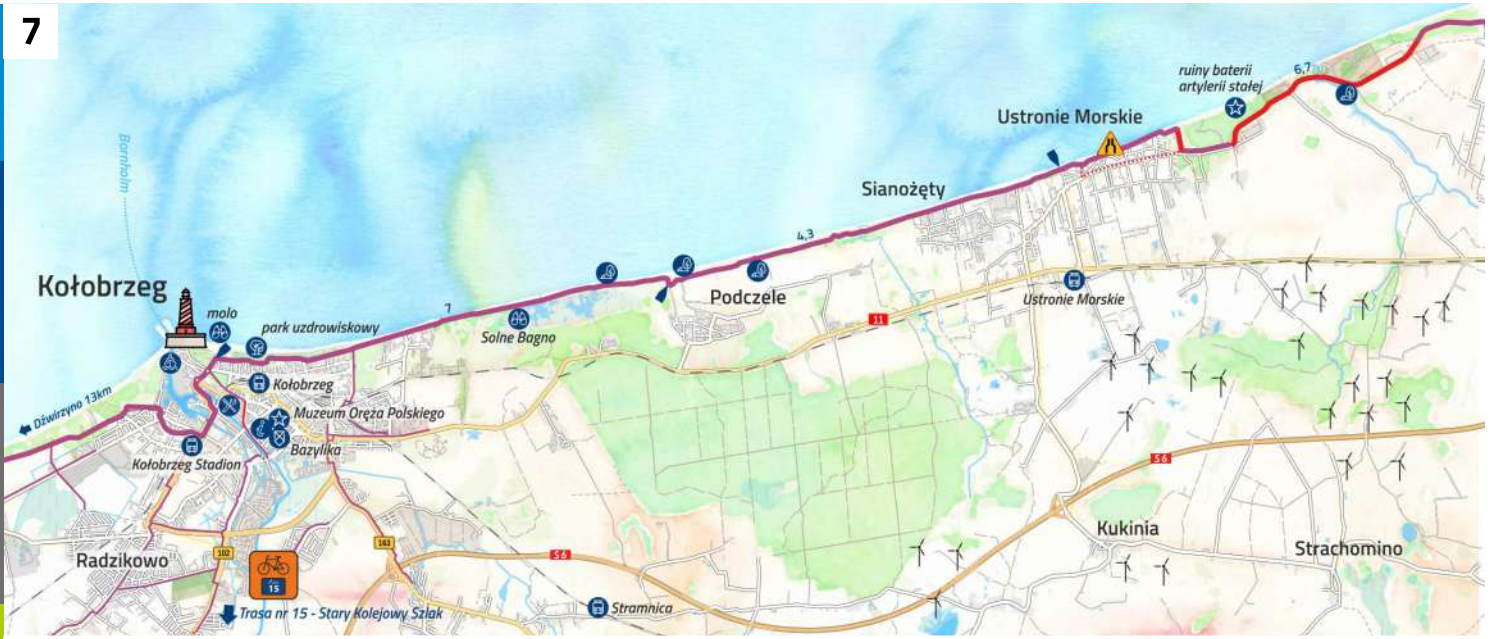 7
ruiny baterii
artylerii stałej
6,7
Ustronie Morskie
Bornholm
Sianożęty
4,3
Kołobrzeg
molo
park uzdrowiskowy
7
Solne Bagno
Podczele
Ustronie Morskie
11
Dźwirzyno 13km
Kołobrzeg
Muzeum Oręża Polskiego
Bazylika
Kołobrzeg Stadion
S6
Radzikowo
102
163
S6
Kukinia
Strachomino
15
Trasa nr 15 - Stary Kolejowy Szlak
Stramnica